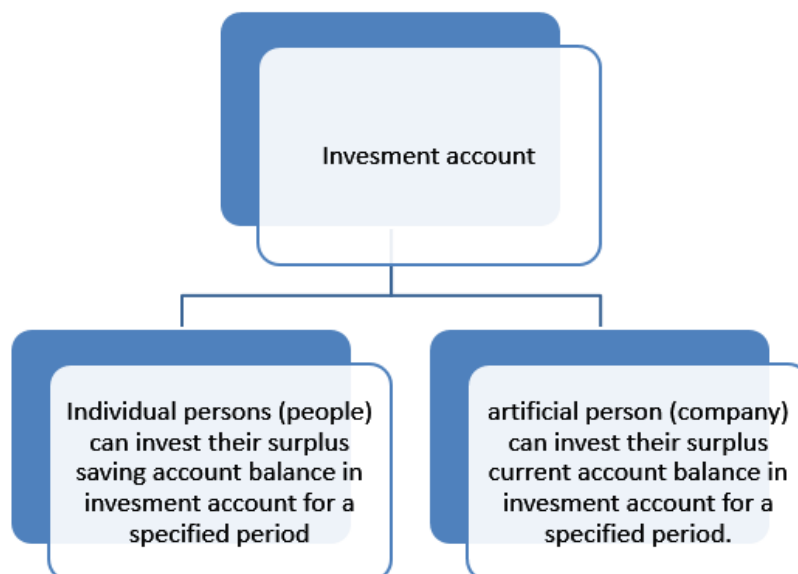 Invesment account
Individual persons (people)
can invest their surplus
saving account balance in
invesment account for a
specified period
artificial person (company)
can invest their surplus
current account balance in
invesment account for a
specified period.